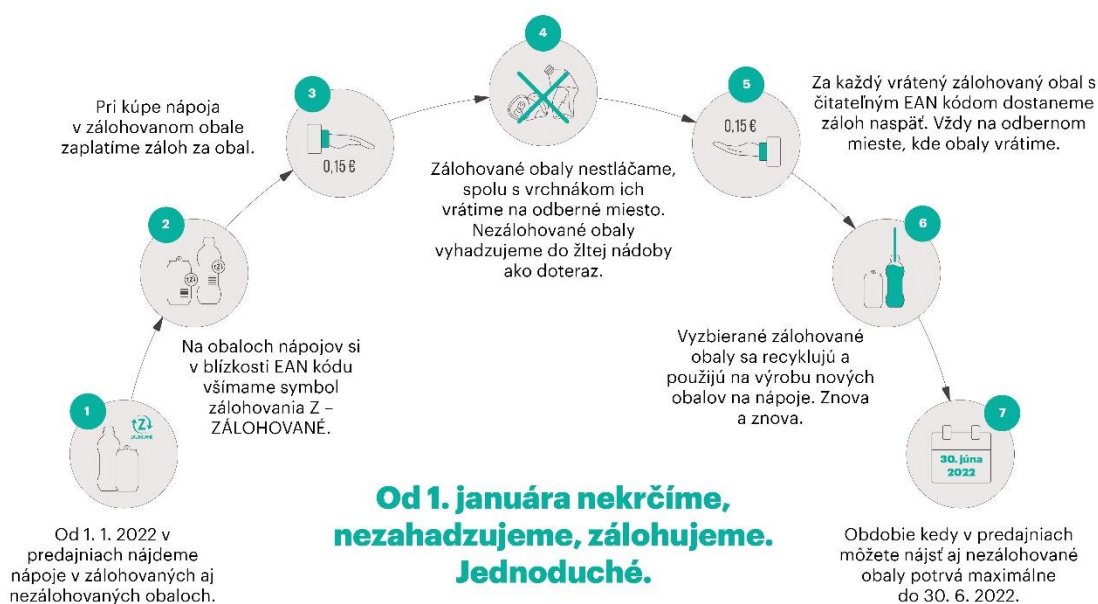 1
Z
ZÁLOHOVANÉ
Od 1. 1. 2022 v
predajniach nájdeme
nápoje v zálohovaných aj
nezálohovaných obaloch.
2
Z
Z
Na obaloch nápojov si
v blízkosti EAN kódu
všímame symbol
zálohovania Z –
ZÁLOHOVANÉ.
3
0,15 €
Pri kúpe nápoja
v zálohovanom obale
zaplatíme záloh za obal.
4
Zálohované obaly nestláčame,
spolu s vrchnákom ich
vrátime na odberné miesto.
Nezálohované obaly
vyhadzujeme do žltej nádoby
ako doteraz.
5
0,15 €
Za každý vrátený zálohovaný obal s
čitateľným EAN kódom dostaneme
záloh naspäť. Vždy na odbernom
mieste, kde obaly vrátime.
6
Vyzbierané zálohované
obaly sa recyklujú a
použijú na výrobu nových
obalov na nápoje. Znova
a znova.
7
30. júna
2022
Obdobie kedy v predajniach
môžete nájsť aj nezálohované
obaly potrvá maximálne
do 30. 6. 2022.
Od 1. januára nekrčíme,
nezahadzujeme, zálohujeme.
Jednoduché.